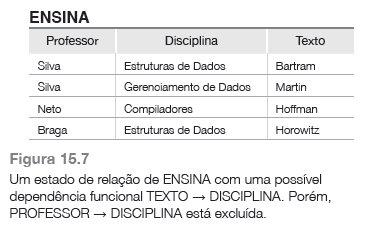 ENSINA
Professor Disciplina Texto
Silva Estruturas de Dados Bartram
Silva Gerenciamento de Dados Martin
Neto Compiladores Hoffman
Braga Estruturas de Dados Horowitz
Figura 15.7
Um estado de relação de ENSINA com uma possível
dependência funcional TEXTO → DISCIPLINA. Porém,
PROFESSOR → DISCIPLINA está excluída.